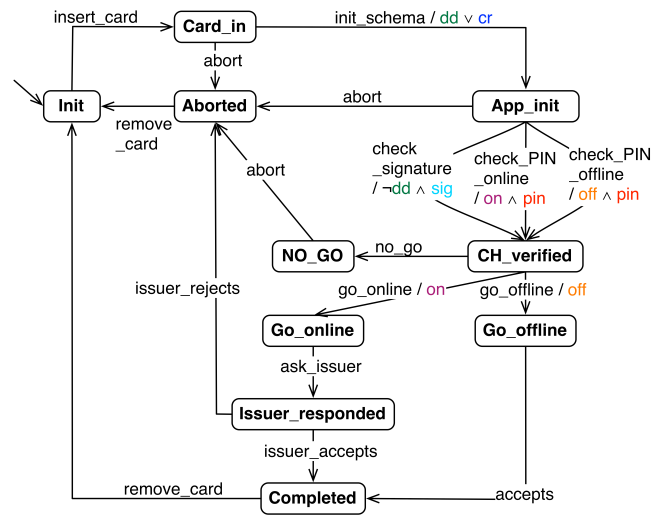 insert_card
Card_in
init_schema / dd ∨ cr
abort
Init
Aborted
abort
App_init
remove
_card
check
_signature
/ ¬dd ∧ sig
check_PIN
_online
/ on ∧ pin
check_PIN
_offline
/ off ∧ pin
abort
NO_GO
no_go
CH_verified
issuer_rejects
go_online / on
go_offline / off
Go_online
Go_offline
ask_issuer
Issuer_responded
issuer_accepts
remove_card
Completed
accepts